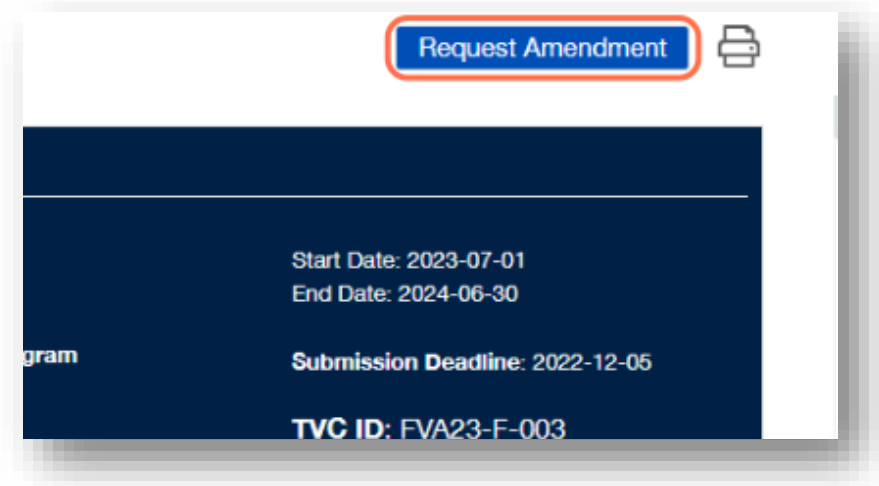 Request Amendment
Start Date: 2023-07-01
End Date: 2024-06-30
gram
Submission Deadline: 2022-12-05
TVC ID: FVA23-F-003